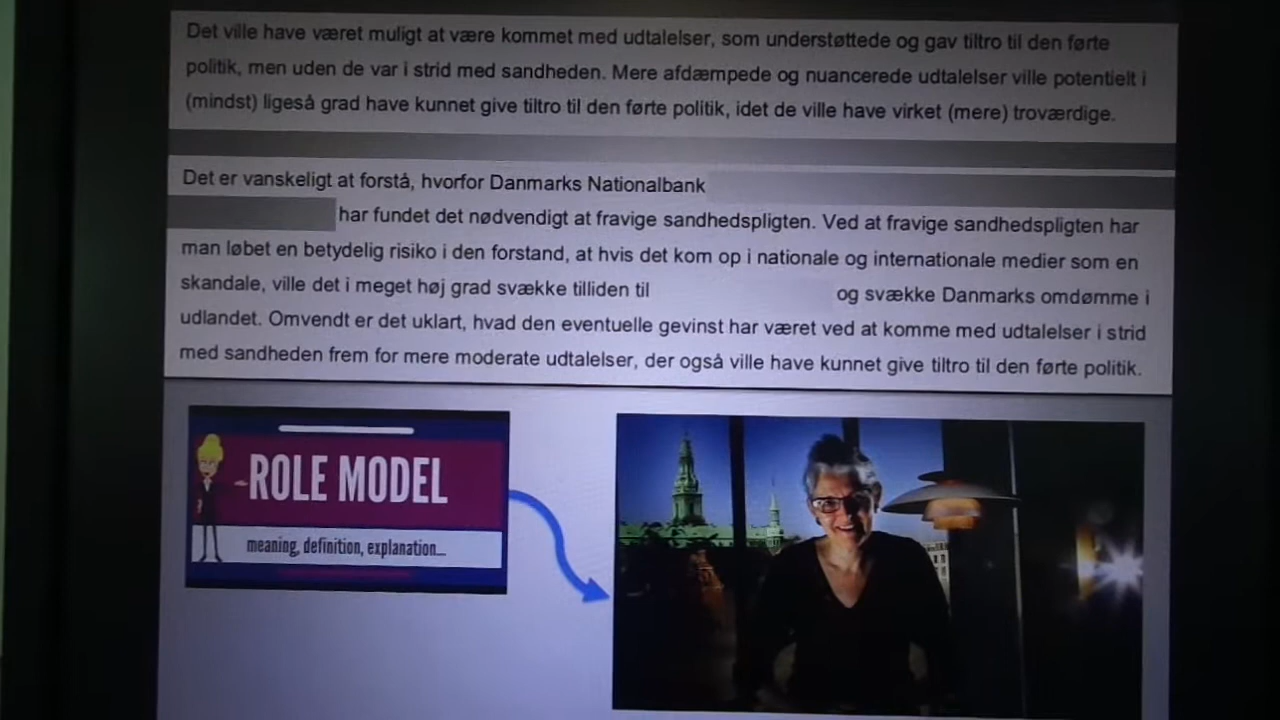 Det ville have været muligt at være kommet med udtalelser, som understøttede og gav tiltro til den førte
politik, men uden de var i strid med sandheden. Mere afdæmpede og nuancerede udtalelser ville potentielt i
(mindst) ligeså grad have kunnet give tiltro til den førte politik, idet de ville have virket (mere) troværdige.
Det er vanskeligt at forstå, hvorfor Danmarks Nationalbank
har fundet det nødvendigt at fravige sandhedspligten. Ved at fravige sandhedspligten har
man løbet en betydelig risiko i den forstand, at hvis det kom op i nationale og internationale medier som en
skandale, ville det i meget høj grad svække tilliden til og svække Danmarks omdømme i
udlandet. Omvendt er det uklart, hvad den eventuelle gevinst har været ved at komme med udtalelser i strid
med sandheden frem for mere moderate udtalelser, der også ville have kunnet give tiltro til den førte politik.
ROLE MODEL
meaning, definition, explanation...